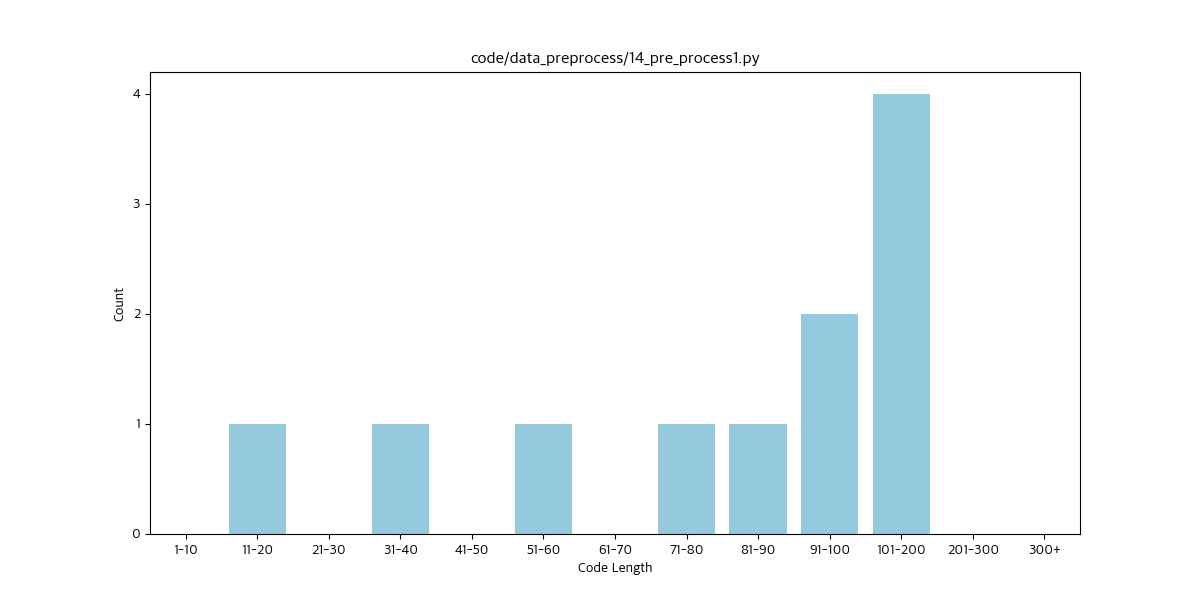 code/data_preprocess/14_pre_process1.py
4
3
2
1
0
Count
1-10 11-20 21-30 31-40 41-50 51-60 61-70 71-80 81-90 91-100 101-200 201-300 300+
Code Length